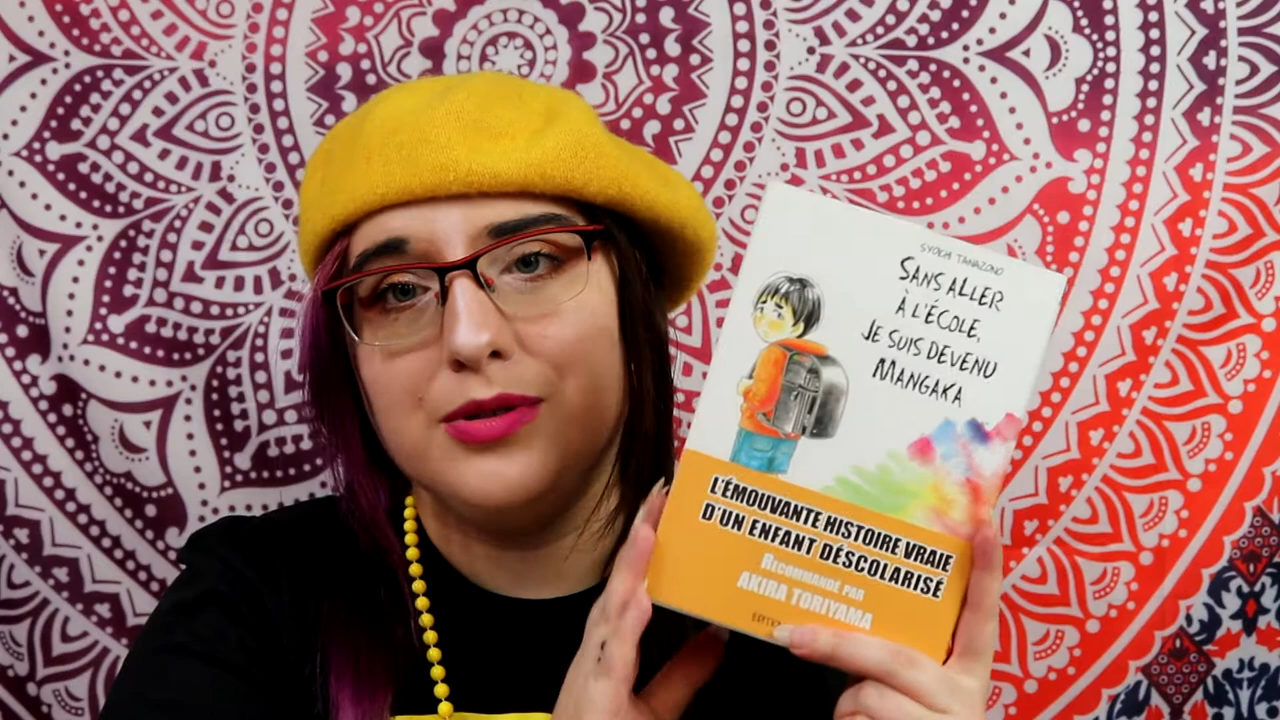 SYOICHI TANAZONO
SANS ALLER
À L'ÉCOLE,
JE SUIS DEVENU
MANGAKA
L'ÉMOUVANTE HISTOIRE VRAIE
D'UN ENFANT DÉSCOLARISÉ
RECOMMANDÉ PAR
AKIRA TORIYAMA